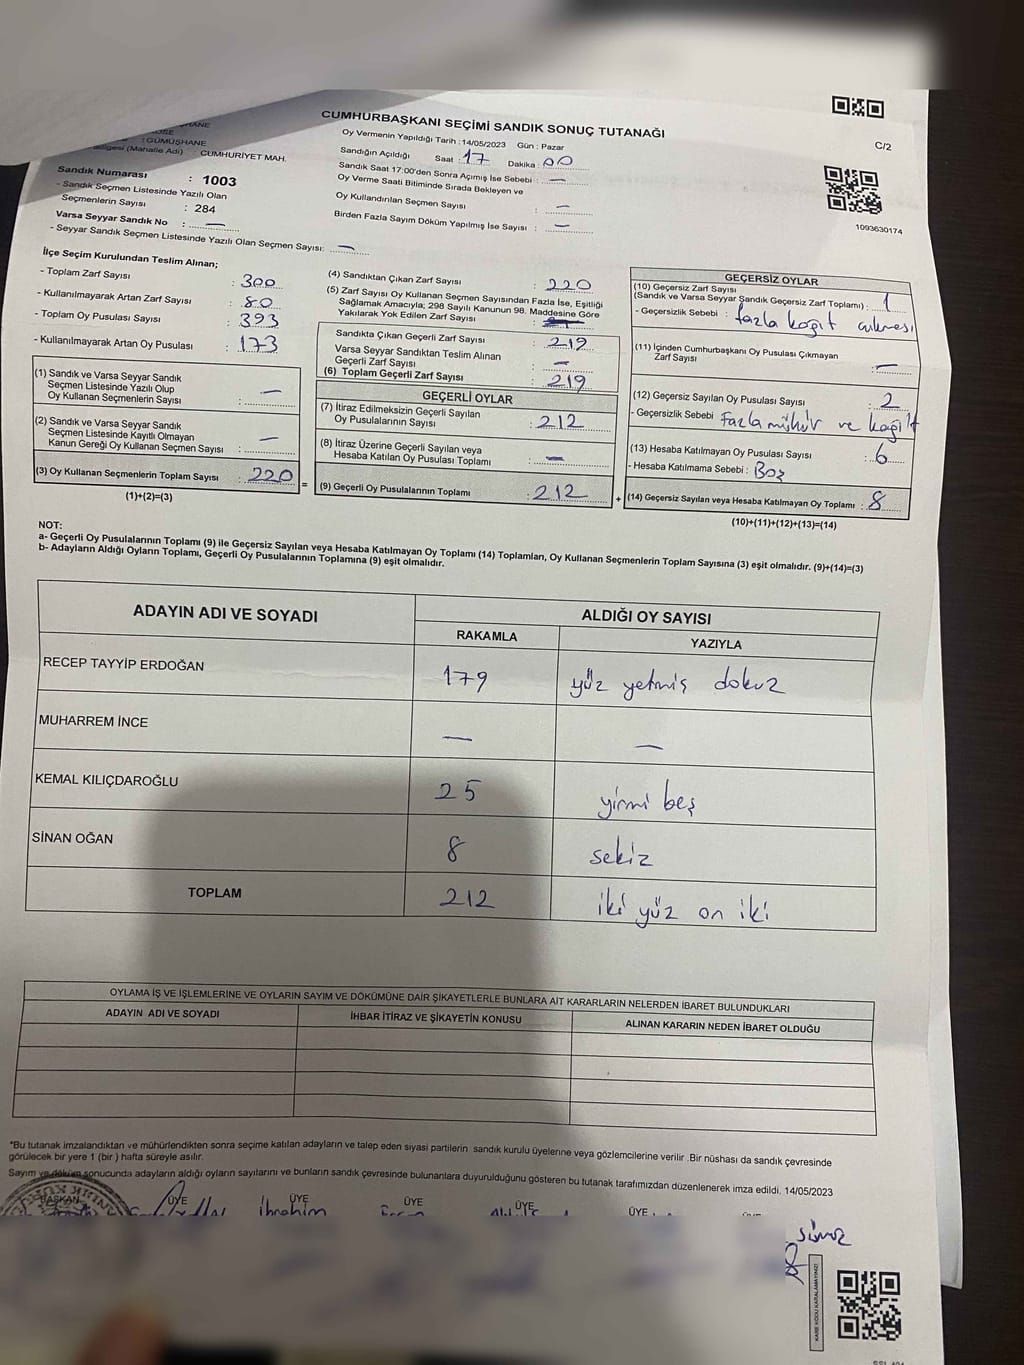 CUMHURBAŞKANI SEÇİMİ SANDIK SONUÇ TUTANAĞI
C/2
KÖSE
: GÜMÜŞHANE
Bölgesi (Mahalle Adı) : CUMHURİYET MAH.
Sandık Numarası : 1003
- Sandık Seçmen Listesinde Yazılı Olan
Seçmenlerin Sayısı : 284
Varsa Seyyar Sandık No : —
- Seyyar Sandık Seçmen Listesinde Yazılı Olan Seçmen Sayısı: —
Oy Vermenin Yapıldığı Tarih : 14/05/2023 Gün : Pazar
Sandığın Açıldığı Saat : 17 Dakika : 00
Sandık Saat 17:00'den Sonra Açımış İse Sebebi : —
Oy Verme Saati Bitiminde Sırada Bekleyen ve
Oy Kullandırılan Seçmen Sayısı : —
Birden Fazla Sayım Döküm Yapılmış İse Sayısı : —
1093630174
İlçe Seçim Kurulundan Teslim Alınan;
- Toplam Zarf Sayısı : 300
- Kullanılmayarak Artan Zarf Sayısı : 80
- Toplam Oy Pusulası Sayısı : 393
- Kullanılmayarak Artan Oy Pusulası : 173
(1) Sandık ve Varsa Seyyar Sandık
Seçmen Listesinde Yazılı Olup
Oy Kullanan Seçmenlerin Sayısı : —
(2) Sandık ve Varsa Seyyar Sandık
Seçmen Listesinde Kayıtlı Olmayan
Kanun Gereği Oy Kullanan Seçmen Sayısı : —
(3) Oy Kullanan Seçmenlerin Toplam Sayısı : 220
(1)+(2)=(3)
=
(4) Sandıktan Çıkan Zarf Sayısı : 220
(5) Zarf Sayısı Oy Kullanan Seçmen Sayısından Fazla İse, Eşitliği
Sağlamak Amacıyla; 298 Sayılı Kanunun 98. Maddesine Göre
Yakılarak Yok Edilen Zarf Sayısı :
Sandıkta Çıkan Geçerli Zarf Sayısı : 219
Varsa Seyyar Sandıktan Teslim Alınan
Geçerli Zarf Sayısı : —
(6) Toplam Geçerli Zarf Sayısı : 219
GEÇERLİ OYLAR
(7) İtiraz Edilmeksizin Geçerli Sayılan
Oy Pusulalarının Sayısı : 212
(8) İtiraz Üzerine Geçerli Sayılan veya
Hesaba Katılan Oy Pusulası Toplamı : —
(9) Geçerli Oy Pusulalarının Toplamı : 212
+
GEÇERSİZ OYLAR
(10) Geçersiz Zarf Sayısı
(Sandık ve Varsa Seyyar Sandık Geçersiz Zarf Toplamı) : 1
- Geçersizlik Sebebi : fazla kağıt çıkması
(11) İçinden Cumhurbaşkanı Oy Pusulası Çıkmayan
Zarf Sayısı : —
(12) Geçersiz Sayılan Oy Pusulası Sayısı : 2
- Geçersizlik Sebebi Fazla mühür ve kağıt
(13) Hesaba Katılmayan Oy Pusulası Sayısı : 6
- Hesaba Katılmama Sebebi : Boş
(14) Geçersiz Sayılan veya Hesaba Katılmayan Oy Toplamı : 8
(10)+(11)+(12)+(13)=(14)
NOT:
a- Geçerli Oy Pusulalarının Toplamı (9) ile Geçersiz Sayılan veya Hesaba Katılmayan Oy Toplamı (14) Toplamları, Oy Kullanan Seçmenlerin Toplam Sayısına (3) eşit olmalıdır. (9)+(14)=(3)
b- Adayların Aldığı Oyların Toplamı, Geçerli Oy Pusulalarının Toplamına (9) eşit olmalıdır.
ADAYIN ADI VE SOYADI
ALDIĞI OY SAYISI
RAKAMLA YAZIYLA
RECEP TAYYİP ERDOĞAN 179 yüz yetmiş dokuz
MUHARREM İNCE — —
KEMAL KILIÇDAROĞLU 25 yirmi beş
SİNAN OĞAN 8 sekiz
TOPLAM 212 iki yüz on iki
OYLAMA İŞ VE İŞLEMLERİNE VE OYLARIN SAYIM VE DÖKÜMÜNE DAİR ŞİKAYETLERLE BUNLARA AİT KARARLARIN NELERDEN İBARET BULUNDUKLARI
ADAYIN ADI VE SOYADI İHBAR İTİRAZ VE ŞİKAYETİN KONUSU ALINAN KARARIN NEDEN İBARET OLDUĞU
*Bu tutanak imzalandıktan ve mühürlendikten sonra seçime katılan adayların ve talep eden siyasi partilerin sandık kurulu üyelerine veya gözlemcilerine verilir .Bir nüshası da sandık çevresinde
görülecek bir yere 1 (bir ) hafta süreyle asılır.
Sayım ve döküm sonucunda adayların aldığı oyların sayılarını ve bunların sandık çevresinde bulunanlara duyurulduğunu gösteren bu tutanak tarafımızdan düzenlenerek imza edildi. 14/05/2023
BAŞKAN ÜYE ÜYE ÜYE ÜYE ÜYE
İbrahim
KARE KODU KARALAMAYINIZ!